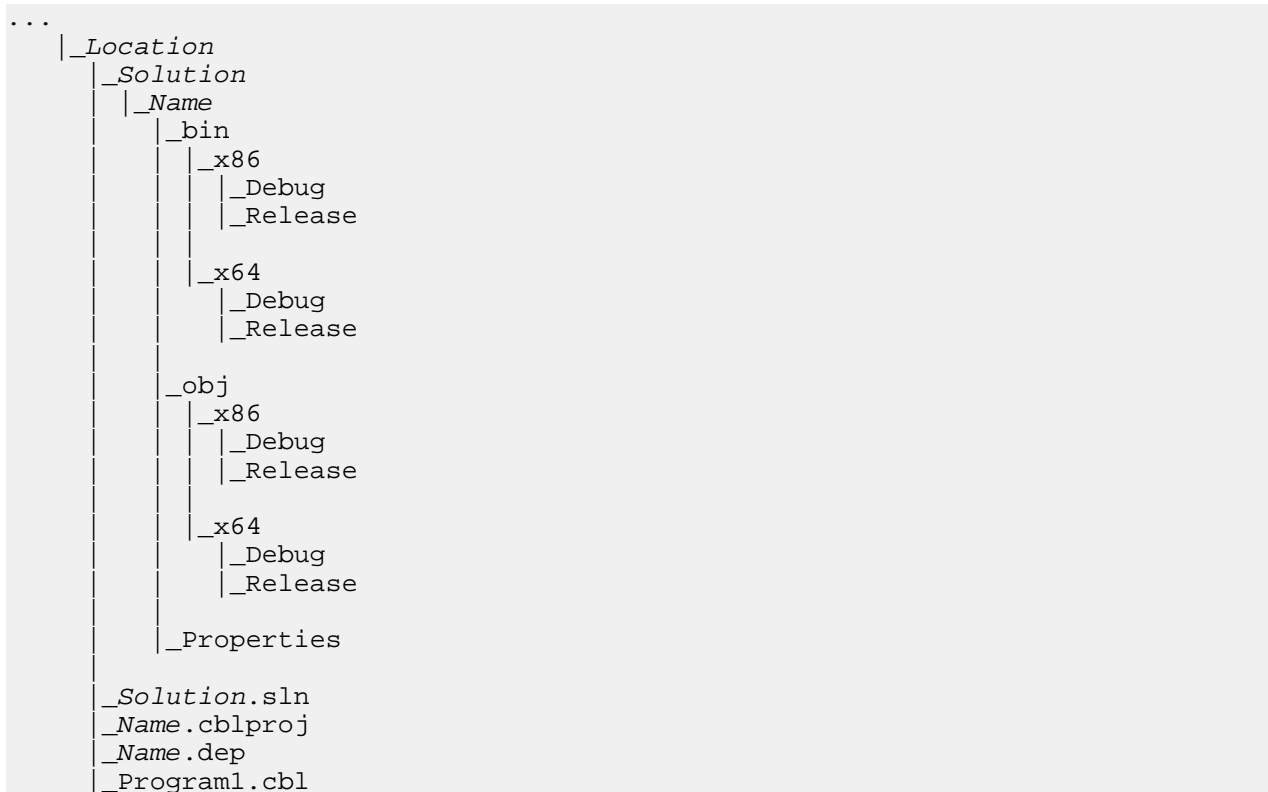 ...
   |_Location
     |_Solution
     | |_Name
     |   |_bin
     |   | |_x86
     |   | | |_Debug
     |   | | |_Release
     |   | |
     |   | |_x64
     |   |   |_Debug
     |   |   |_Release
     |   |
     |   |_obj
     |   | |_x86
     |   | | |_Debug
     |   | | |_Release
     |   | |
     |   | |_x64
     |   |   |_Debug
     |   |   |_Release
     |   |
     |   |_Properties
     |
     |_Solution.sln
     |_Name.cblproj
     |_Name.dep
     |_Program1.cbl